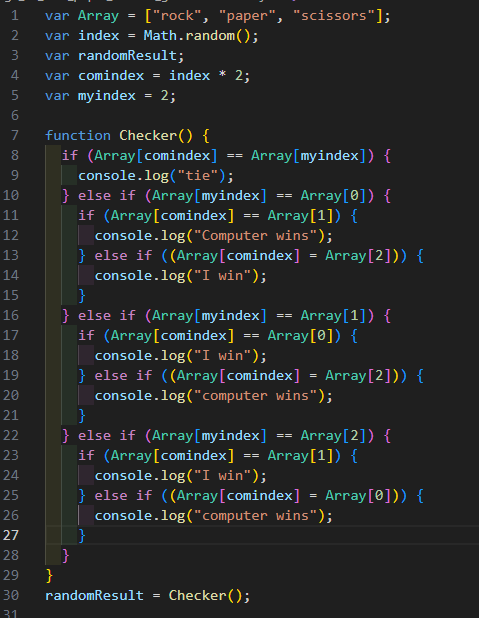 1 var Array = ["rock", "paper", "scissors"];
2 var index = Math.random();
3 var randomResult;
4 var comindex = index * 2;
5 var myindex = 2;
6
7 function Checker() {
8   if (Array[comindex] == Array[myindex]) {
9     console.log("tie");
10   } else if (Array[myindex] == Array[0]) {
11     if (Array[comindex] == Array[1]) {
12       console.log("Computer wins");
13     } else if ((Array[comindex] = Array[2])) {
14       console.log("I win");
15     }
16   } else if (Array[myindex] == Array[1]) {
17     if (Array[comindex] == Array[0]) {
18       console.log("I win");
19     } else if ((Array[comindex] = Array[2])) {
20       console.log("computer wins");
21     }
22   } else if (Array[myindex] == Array[2]) {
23     if (Array[comindex] == Array[1]) {
24       console.log("I win");
25     } else if ((Array[comindex] = Array[0])) {
26       console.log("computer wins");
27     }
28   }
29 }
30 randomResult = Checker();
31